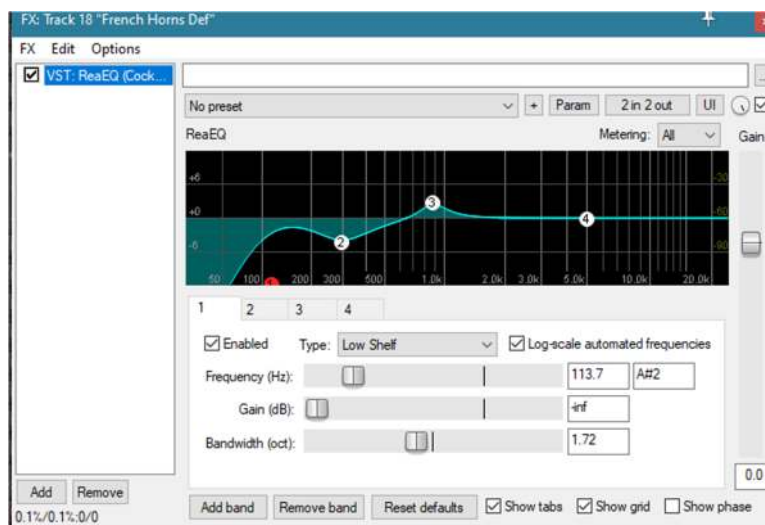 FX: Track 18 "French Horns Def"
FX Edit Options
VST: ReaEQ (Cock...
No preset
+ Param 2 in 2 out UI
ReaEQ
Metering: All
Gain
+6 -30
+0 -60
-6 -90
50 100 200 300 500 1.0k 2.0k 3.0k 5.0k 10.0k 20.0k
1 2 3 4
1 2 3 4
Enabled Type: Low Shelf Log-scale automated frequencies
Frequency (Hz): 113.7 A#2
Gain (dB): -inf
Bandwidth (oct): 1.72
0.0
Add Remove
Add band Remove band Reset defaults Show tabs Show grid Show phase
0.1%/0.1%:0/0